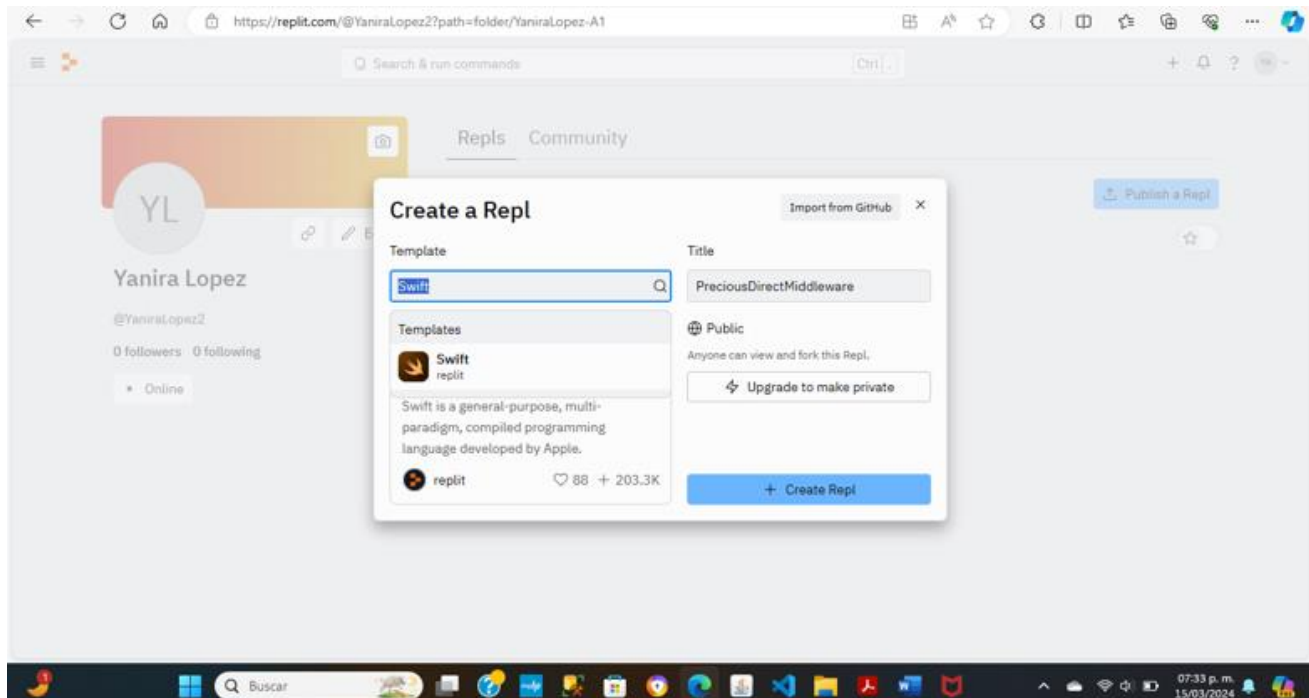 https://replit.com/@YaniraLopez2?path=folder/YaniraLopez-A1
Search & run commands
Ctrl .
Repls Community
YL
Publish a Repl
Create a Repl
Import from GitHub
Template
Title
Swift
PreciousDirectMiddleware
Templates
Swift
replit
Public
Anyone can view and fork this Repl.
Upgrade to make private
Swift is a general-purpose, multi-
paradigm, compiled programming
language developed by Apple.
replit
88 + 203.3K
+ Create Repl
Yanira Lopez
@YaniraLopez2
0 followers 0 following
Online
Buscar
07:33 p. m.
15/03/2024